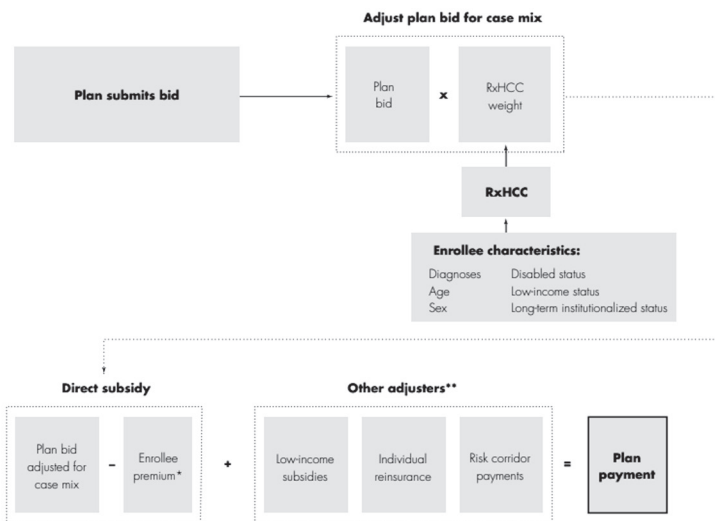 Adjust plan bid for case mix
Plan submits bid
Plan
bid
x
RxHCC
weight
RxHCC
Enrollee characteristics:
Diagnoses Disabled status
Age Low-income status
Sex Long-term institutionalized status
Direct subsidy
Plan bid
adjusted for
case mix
–
Enrollee
premium*
+
Other adjusters**
Low-income
subsidies
Individual
reinsurance
Risk corridor
payments
=
Plan
payment